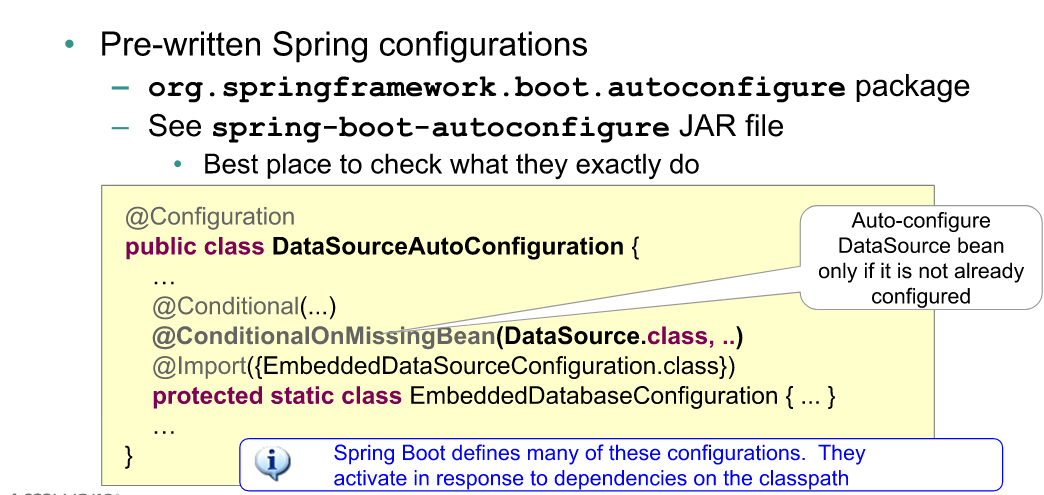 • Pre-written Spring configurations
– org.springframework.boot.autoconfigure package
– See spring-boot-autoconfigure JAR file
• Best place to check what they exactly do
@Configuration
public class DataSourceAutoConfiguration {
…
@Conditional(...)
@ConditionalOnMissingBean(DataSource.class, ..)
@Import({EmbeddedDataSourceConfiguration.class})
protected static class EmbeddedDatabaseConfiguration { ... }
…
}
Auto-configure
DataSource bean
only if it is not already
configured
Spring Boot defines many of these configurations. They
activate in response to dependencies on the classpath